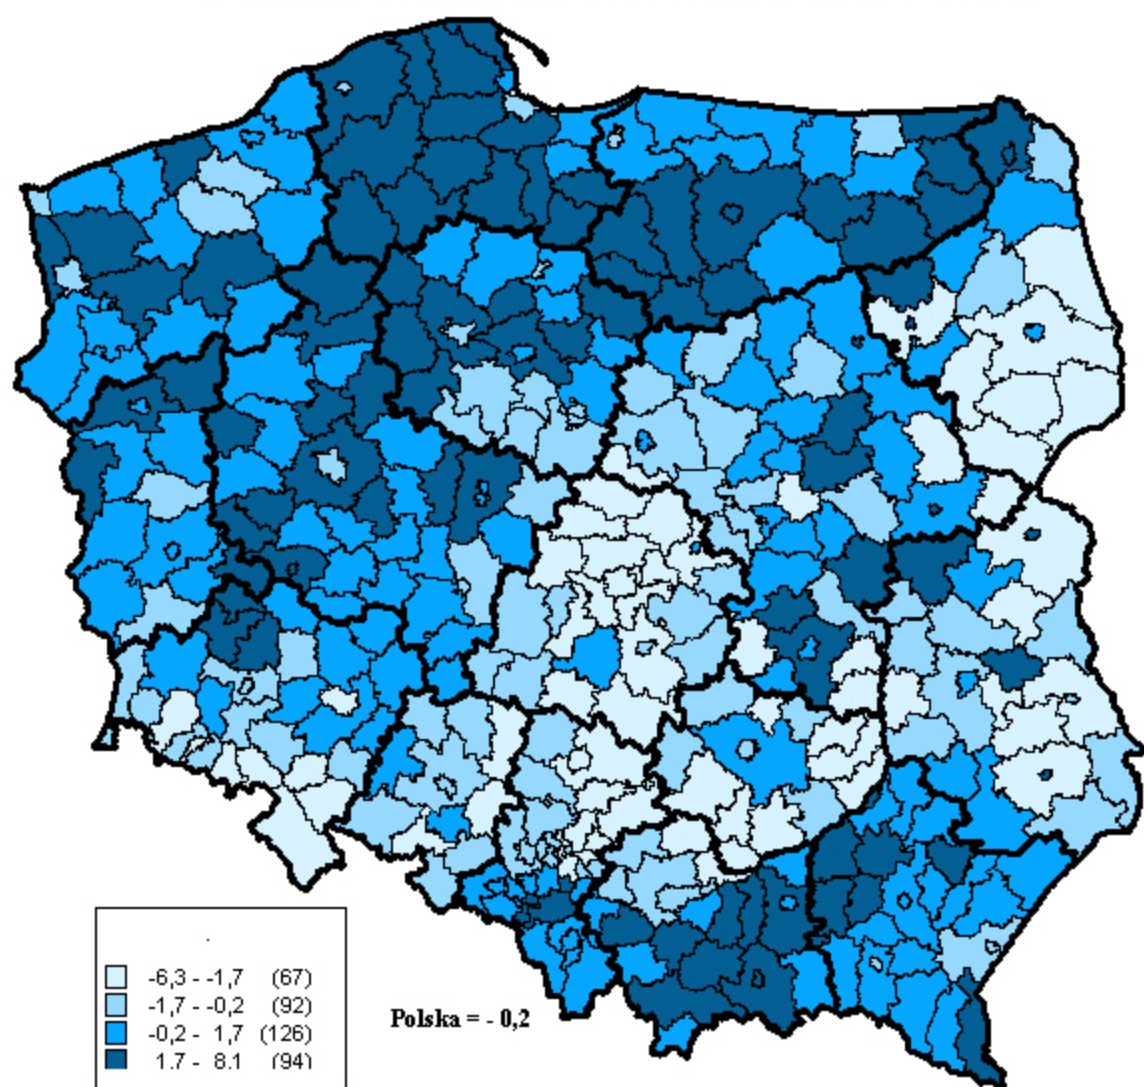 .
-6,3 - -1,7 (67)
-1,7 - -0,2 (92)
-0,2 - 1,7 (126)
1,7 - 8,1 (94)
Polska = - 0,2